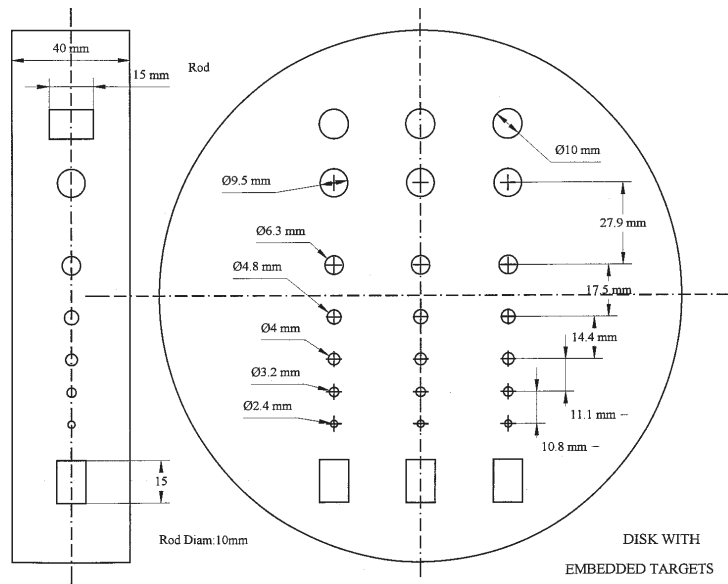 40 mm
15 mm
Rod
Ø10 mm
Ø9.5 mm
27.9 mm
Ø6.3 mm
Ø4.8 mm
17.5 mm
14.4 mm
Ø4 mm
Ø3.2 mm
Ø2.4 mm
11.1 mm
10.8 mm
15
Rod Diam:10mm
DISK WITH
EMBEDDED TARGETS